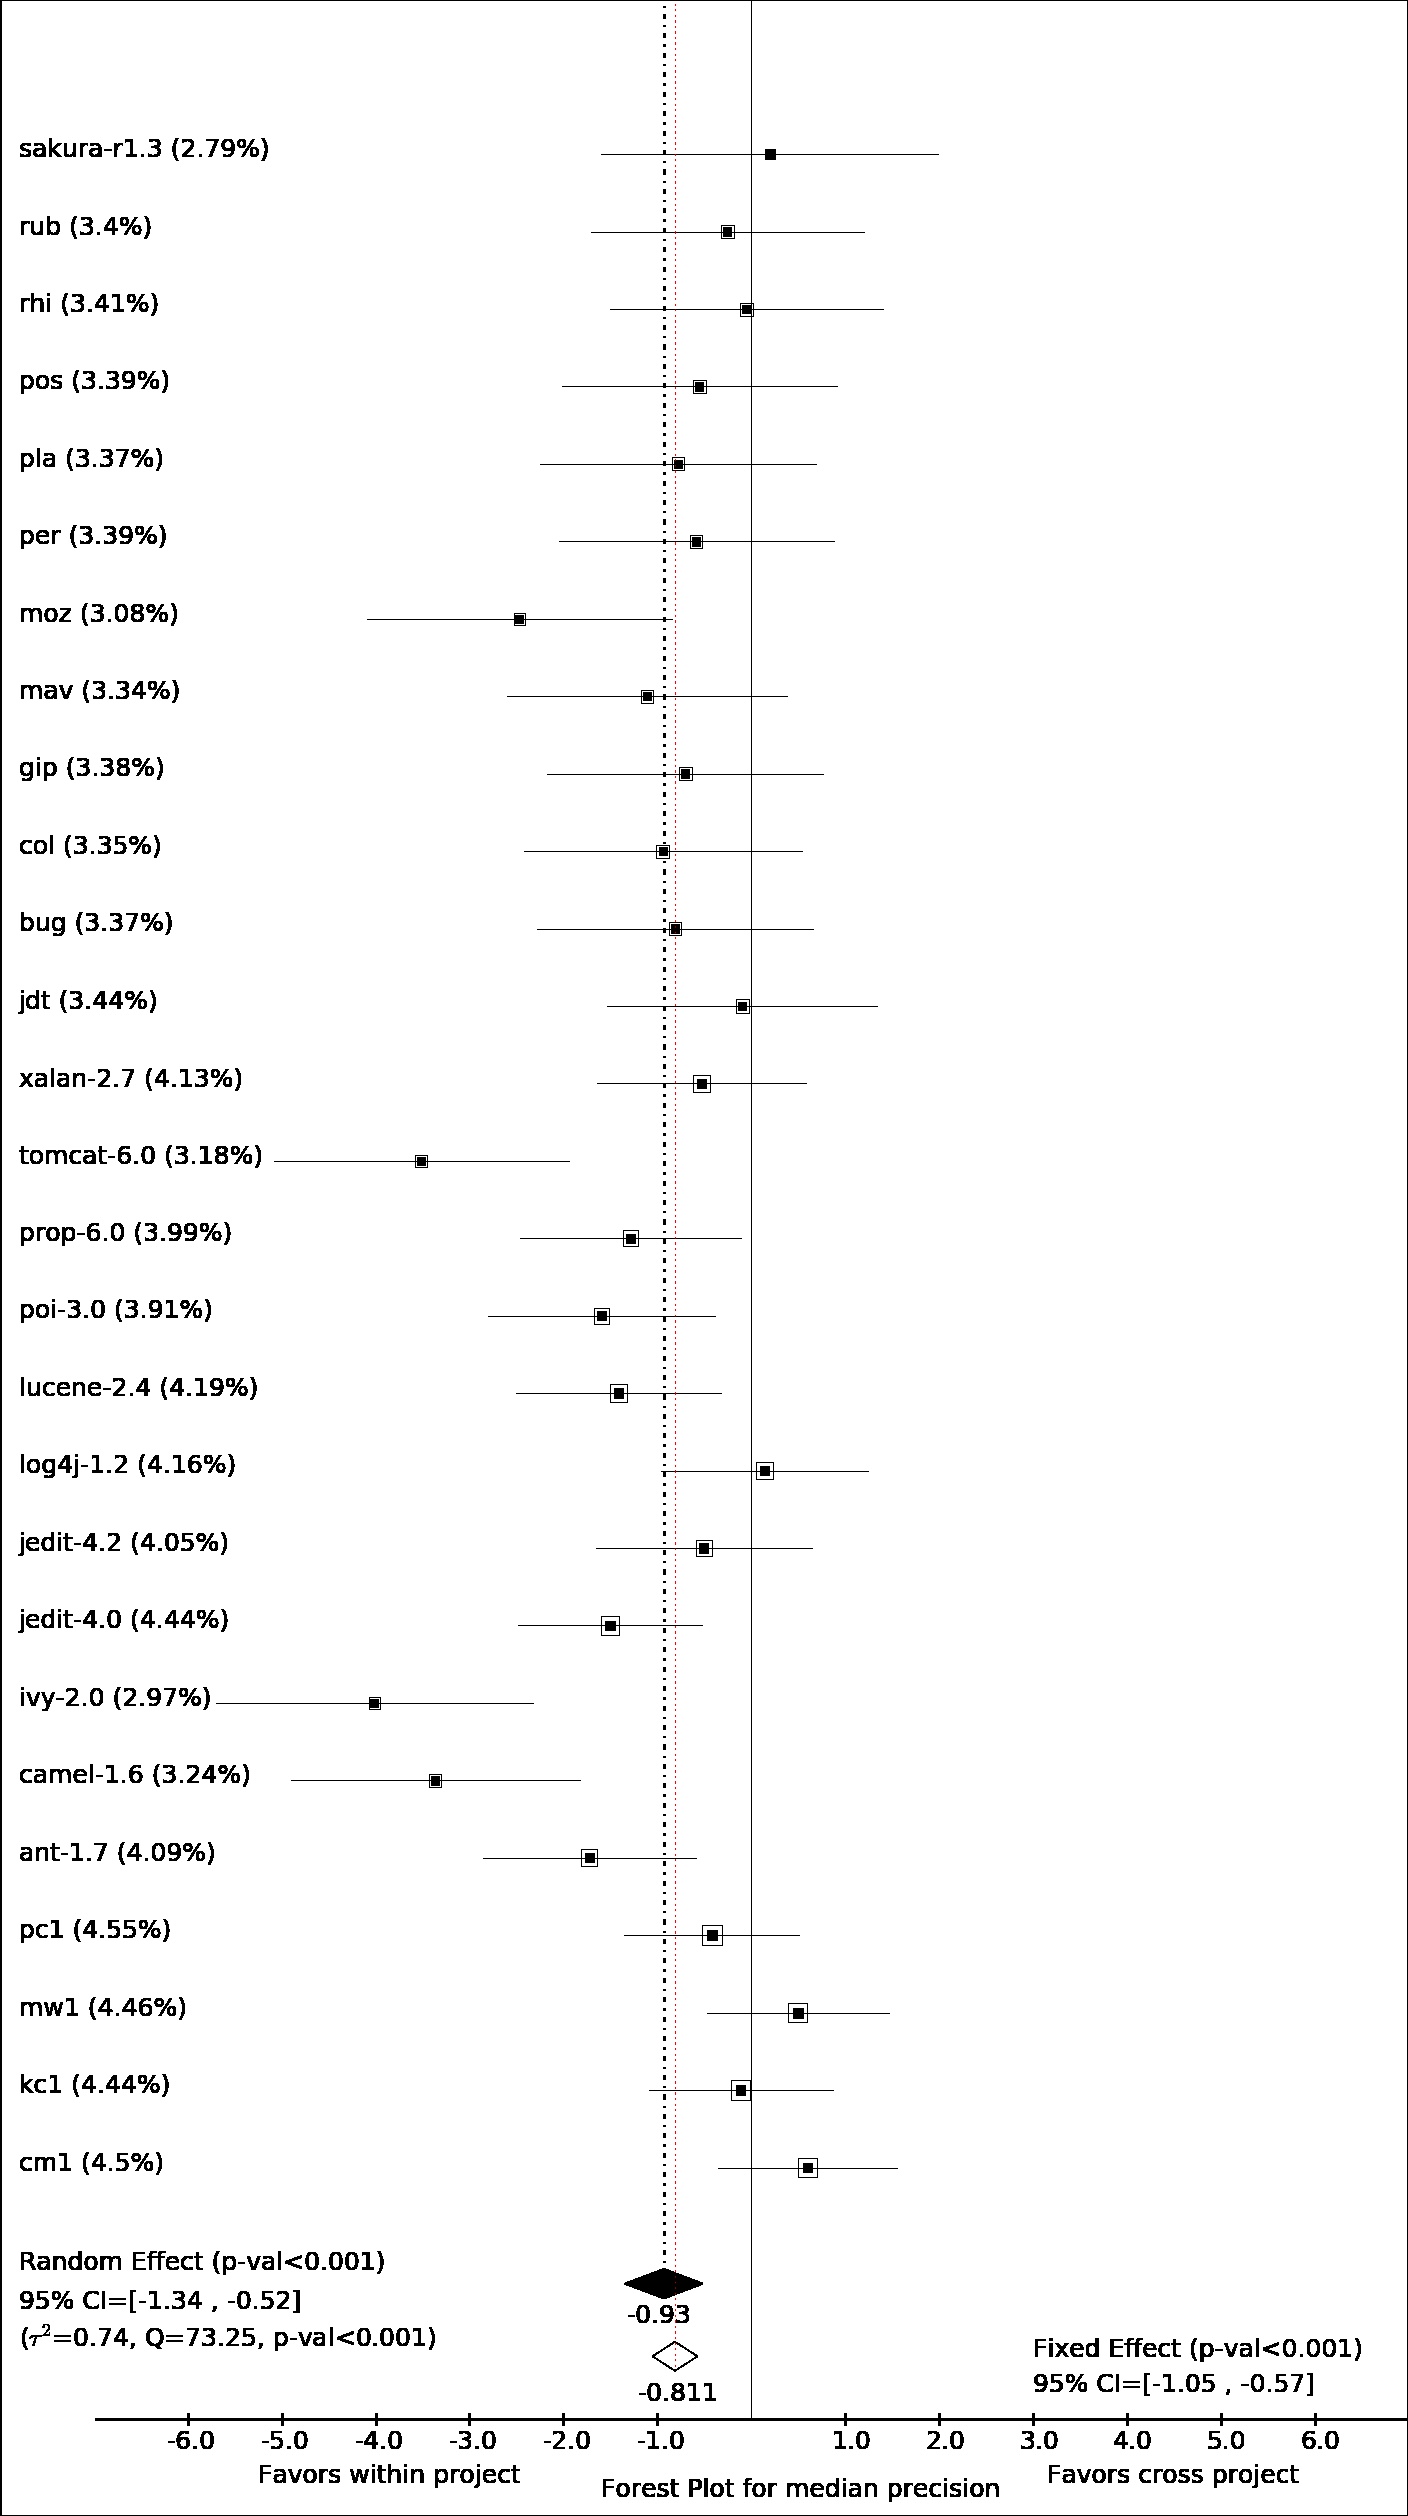 sakura-r1.3 (2.79%)
rub (3.4%)
rhi (3.41%)
pos (3.39%)
pla (3.37%)
per (3.39%)
moz (3.08%)
mav (3.34%)
gip (3.38%)
col (3.35%)
bug (3.37%)
jdt (3.44%)
xalan-2.7 (4.13%)
tomcat-6.0 (3.18%)
prop-6.0 (3.99%)
poi-3.0 (3.91%)
lucene-2.4 (4.19%)
log4j-1.2 (4.16%)
jedit-4.2 (4.05%)
jedit-4.0 (4.44%)
ivy-2.0 (2.97%)
camel-1.6 (3.24%)
ant-1.7 (4.09%)
pc1 (4.55%)
mw1 (4.46%)
kc1 (4.44%)
cm1 (4.5%)
Random Effect (p-val<0.001)
95% CI=[-1.34 , -0.52]
(τ²=0.74, Q=73.25, p-val<0.001)
-0.93
-0.811
Fixed Effect (p-val<0.001)
95% CI=[-1.05 , -0.57]
-6.0 -5.0 -4.0 -3.0 -2.0 -1.0 1.0 2.0 3.0 4.0 5.0 6.0
Favors within project
Forest Plot for median precision
Favors cross project